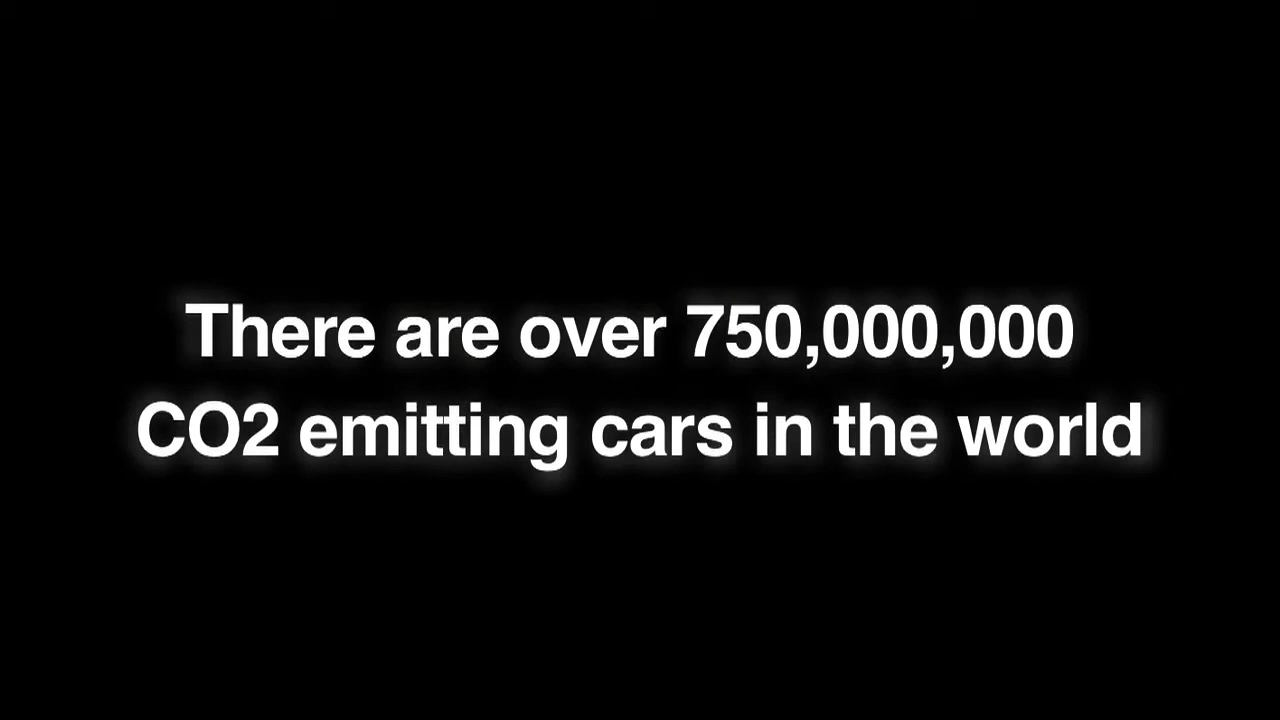 There are over 750,000,000
CO2 emitting cars in the world